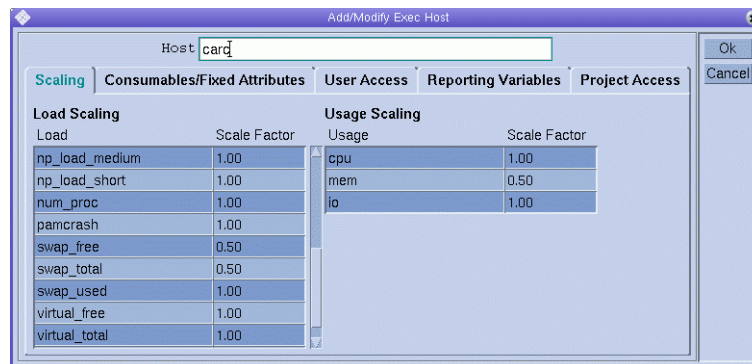 Add/Modify Exec Host
Host carc
Ok
Cancel
Scaling Consumables/Fixed Attributes User Access Reporting Variables Project Access
Load Scaling
Load Scale Factor
np_load_medium 1.00
np_load_short 1.00
num_proc 1.00
pamcrash 1.00
swap_free 0.50
swap_total 0.50
swap_used 1.00
virtual_free 1.00
virtual_total 1.00
Usage Scaling
Usage Scale Factor
cpu 1.00
mem 0.50
io 1.00